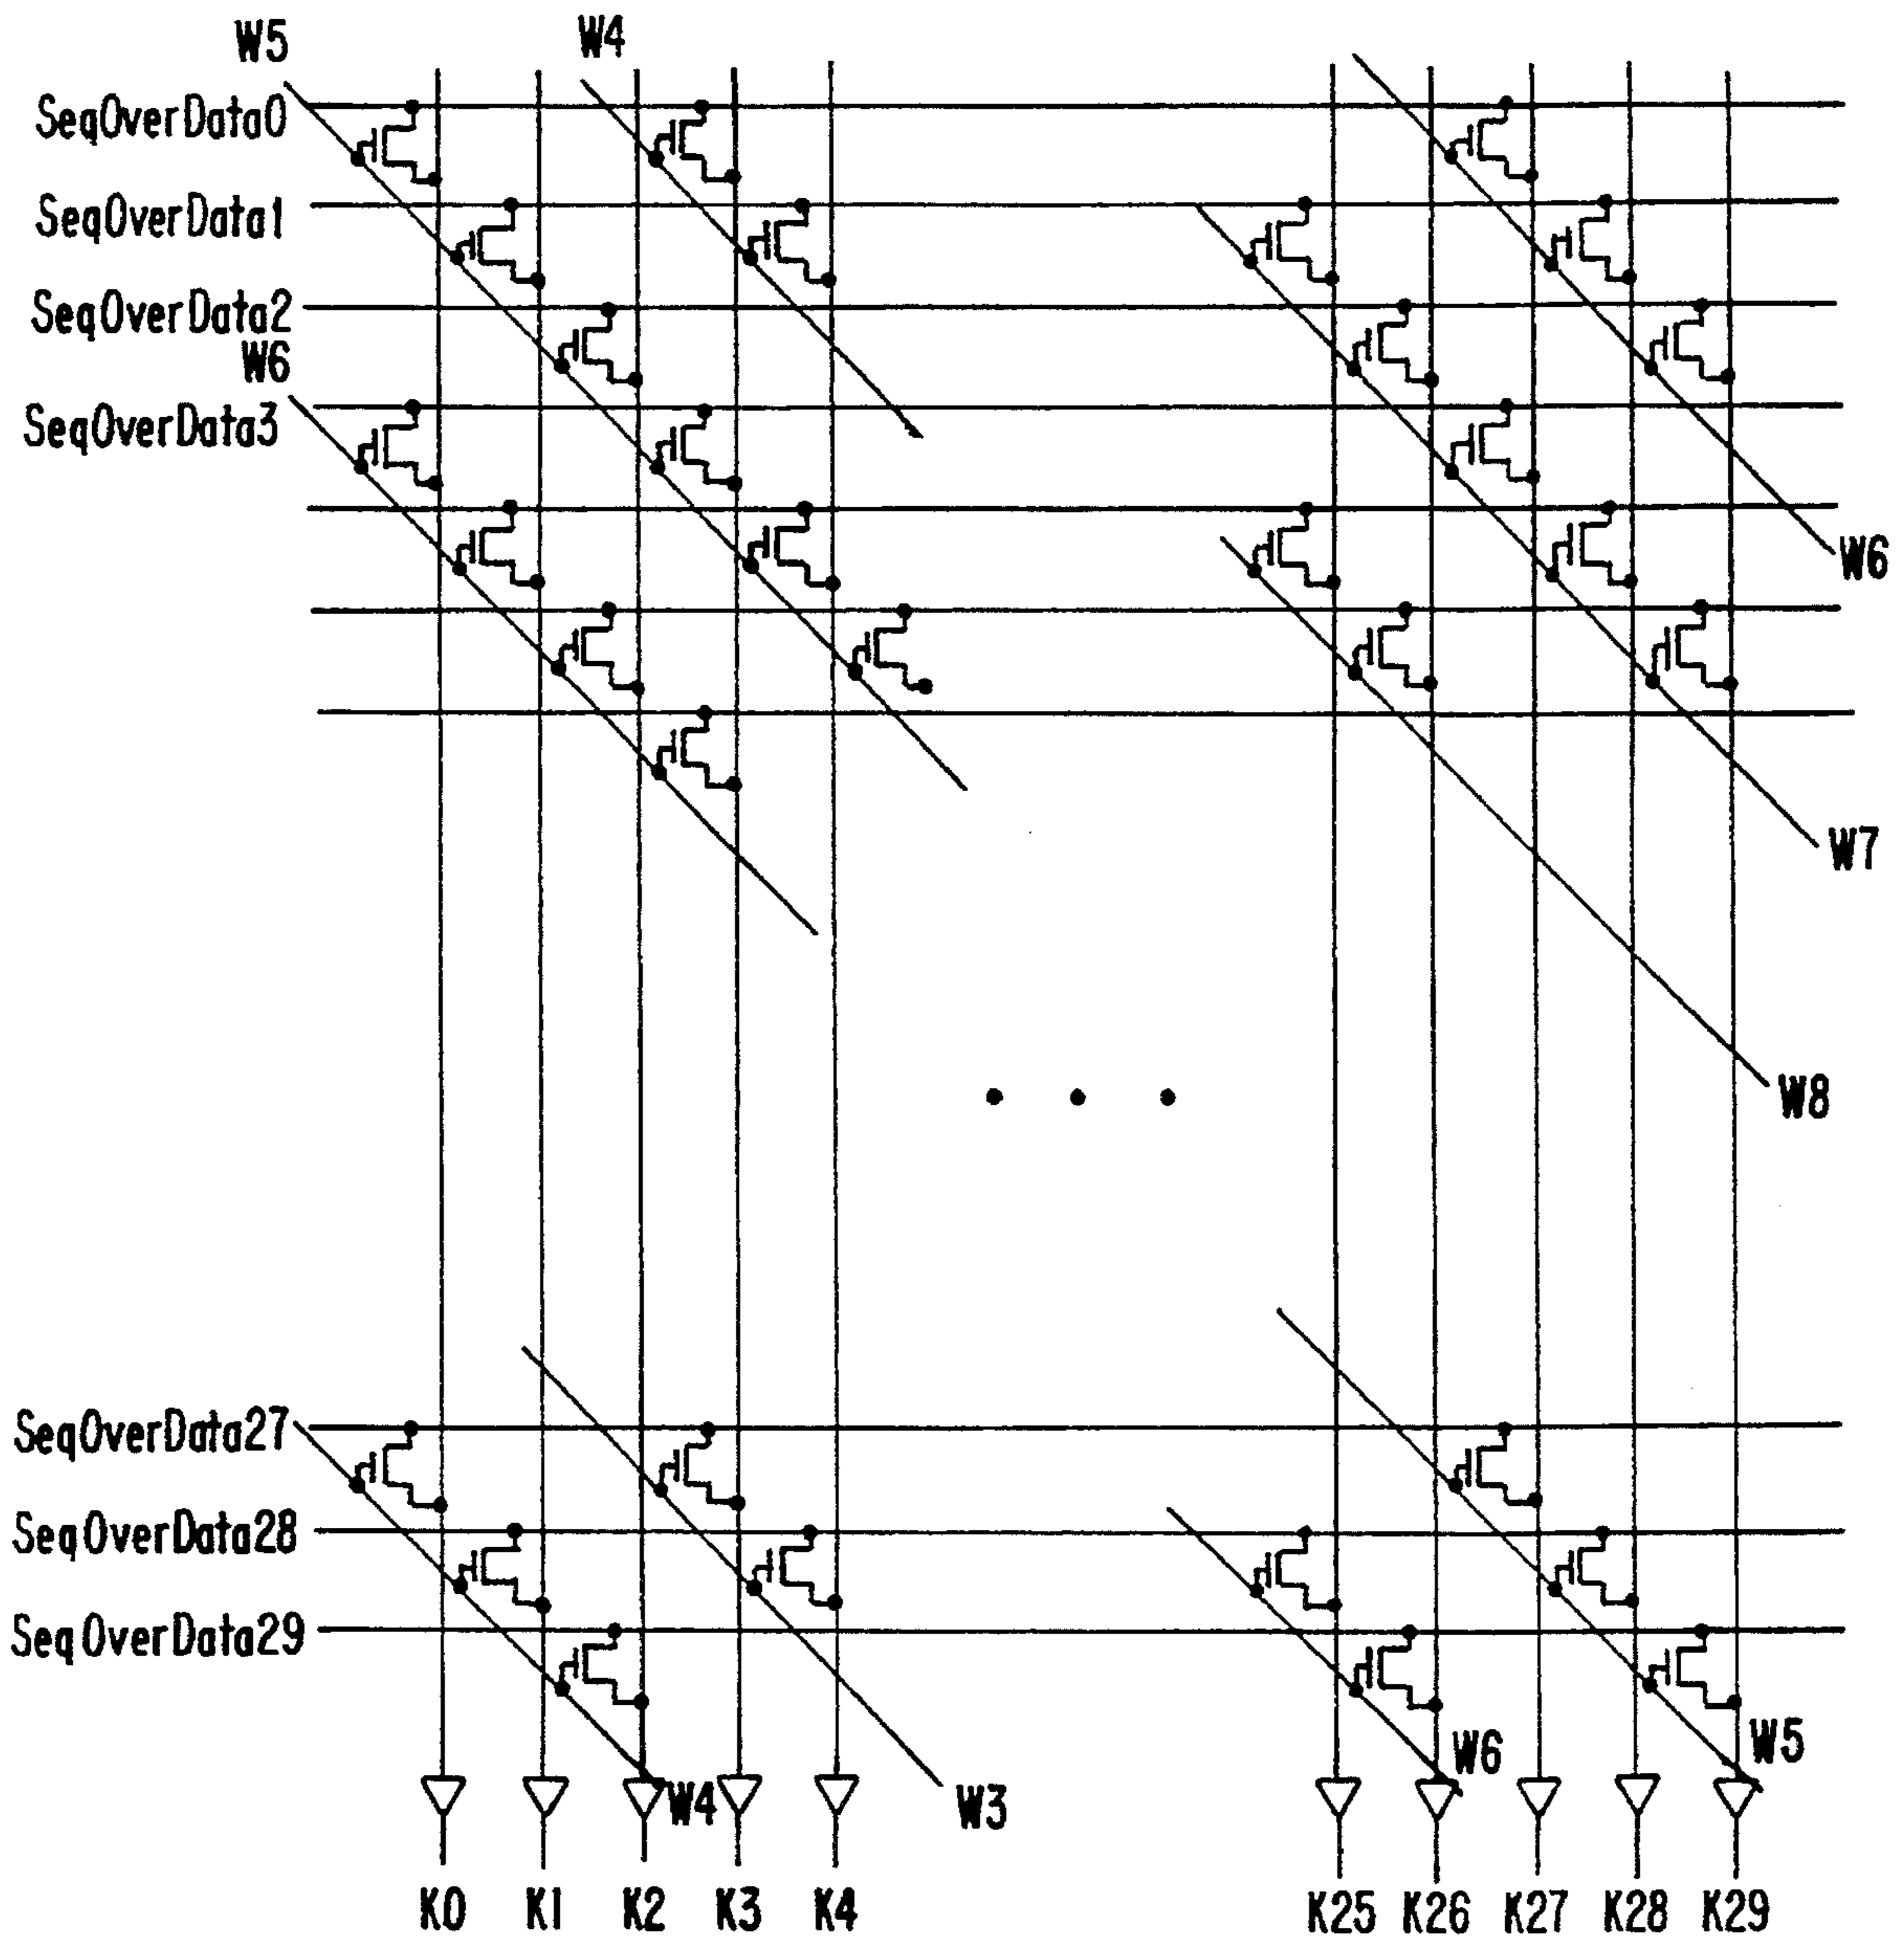 W5
W4
SeqOverData0
SeqOverData1
SeqOverData2
W6
SeqOverData3
W6
W7
W8
SeqOverData27
SeqOverData28
SeqOverData29
W6
W5
W4
W3
K0 K1 K2 K3 K4 K25 K26 K27 K28 K29